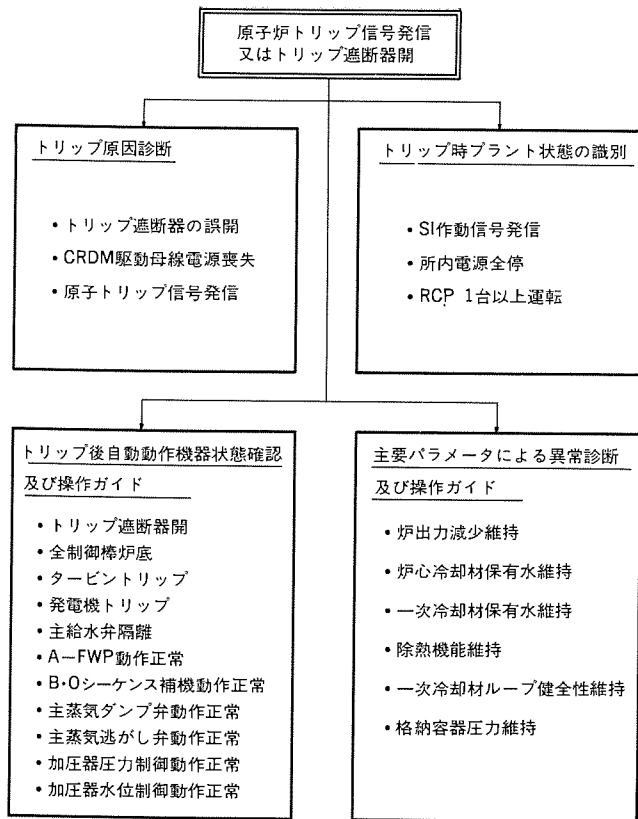 原子炉トリップ信号発信
又はトリップ遮断器開
トリップ原因診断
・トリップ遮断器の誤開
・CRDM駆動母線電源喪失
・原子トリップ信号発信
トリップ時プラント状態の識別
・SI作動信号発信
・所内電源全停
・RCP 1台以上運転
トリップ後自動動作機器状態確認
及び操作ガイド
・トリップ遮断器開
・全制御棒炉底
・タービントリップ
・発電機トリップ
・主給水弁隔離
・A−FWP動作正常
・B・Oシーケンス補機動作正常
・主蒸気ダンプ弁動作正常
・主蒸気逃がし弁動作正常
・加圧器圧力制御動作正常
・加圧器水位制御動作正常
主要パラメータによる異常診断
及び操作ガイド
・炉出力減少維持
・炉心冷却材保有水維持
・一次冷却材保有水維持
・除熱機能維持
・一次冷却材ループ健全性維持
・格納容器圧力維持